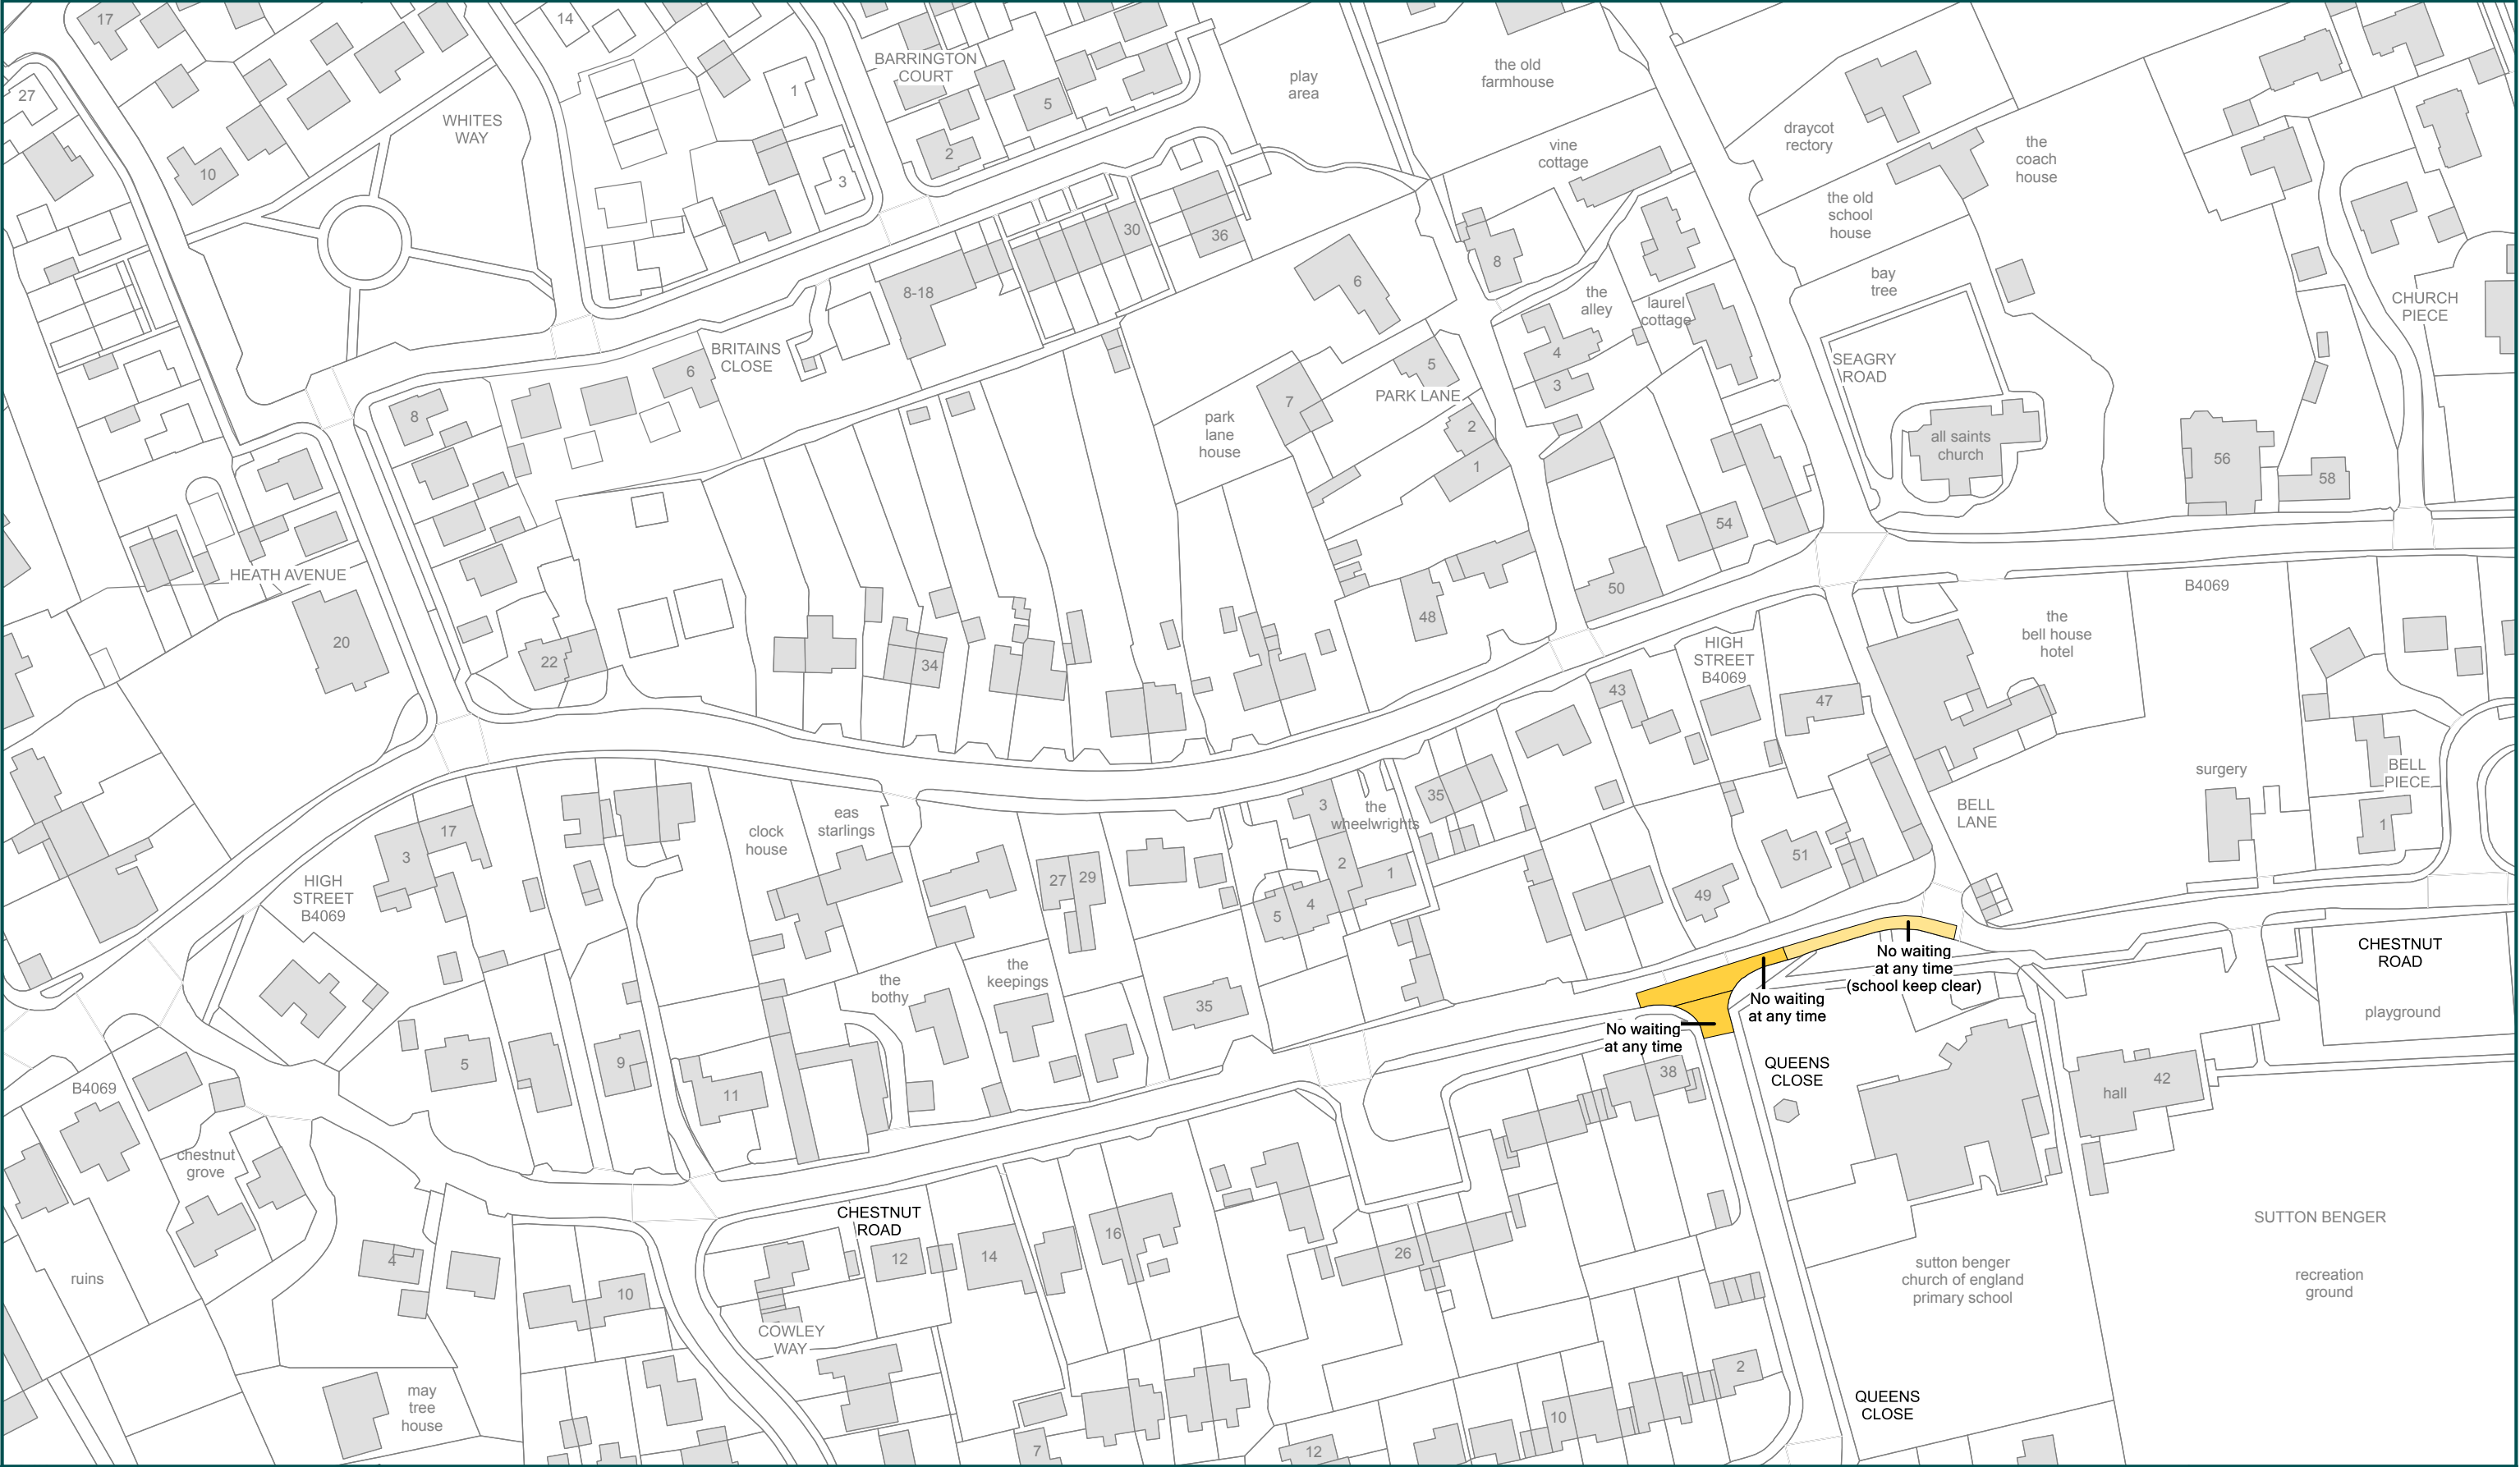 17
14
27
WHITES
WAY
10
1
3
BARRINGTON
COURT
5
2
play
area
the old
farmhouse
vine
cottage
draycot
rectory
the
coach
house
the old
school
house
bay
tree
30
36
8-18
6
8
the
alley
laurel
cottage
4
3
CHURCH
PIECE
BRITAINS
CLOSE
6
8
5
PARK LANE
7
park
lane
house
2
1
SEAGRY
ROAD
all saints
church
56
58
54
50
48
B4069
HEATH AVENUE
20
22
34
HIGH
STREET
B4069
43
47
the
bell house
hotel
surgery
BELL
PIECE
1
BELL
LANE
17
3
HIGH
STREET
B4069
clock
house
eas
starlings
27
29
3
the
wheelwrights
35
2
1
4
5
51
49
the
bothy
the
keepings
35
No waiting
at any time
(school keep clear)
No waiting
at any time
No waiting
at any time
CHESTNUT
ROAD
playground
QUEENS
CLOSE
38
hall
42
5
9
11
B4069
chestnut
grove
ruins
4
10
CHESTNUT
ROAD
12
14
16
26
COWLEY
WAY
SUTTON BENGER
sutton benger
church of england
primary school
recreation
ground
may
tree
house
2
10
QUEENS
CLOSE
7
12